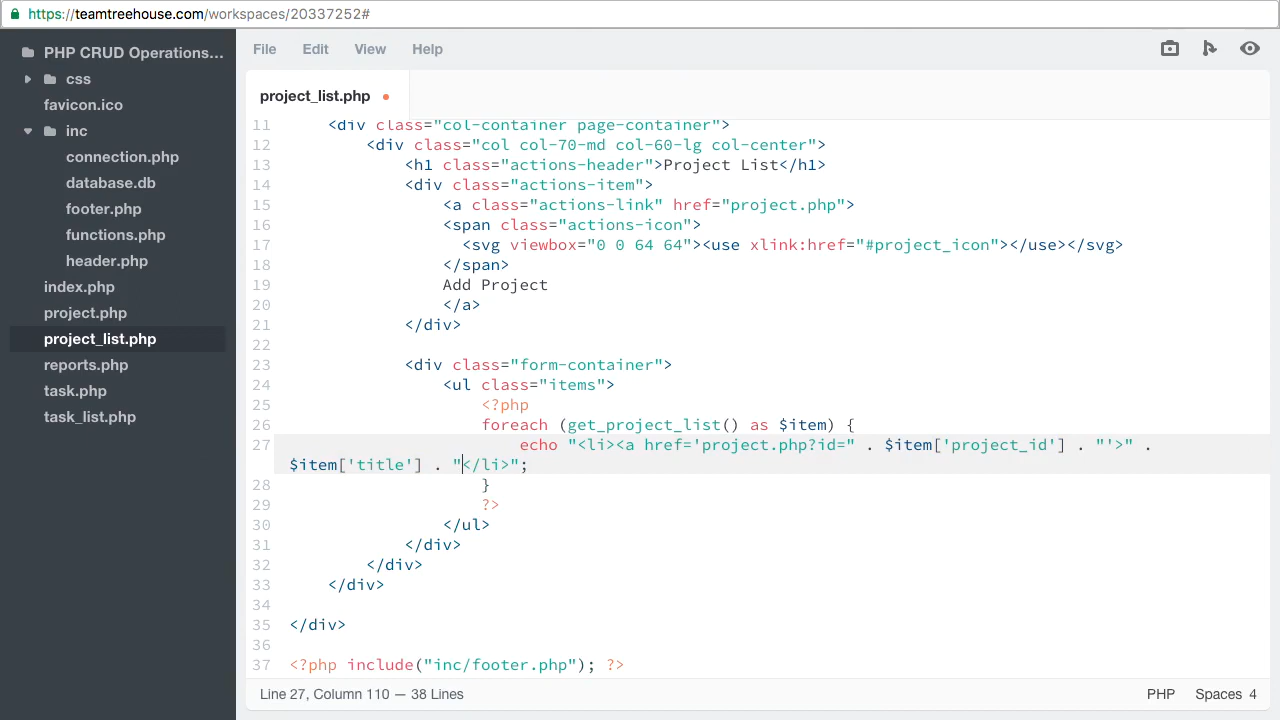 https://teamtreehouse.com/workspaces/20337252#
PHP CRUD Operations...
css
favicon.ico
inc
connection.php
database.db
footer.php
functions.php
header.php
index.php
project.php
project_list.php
reports.php
task.php
task_list.php
File Edit View Help
project_list.php
11 <div class="col-container page-container">
12 <div class="col col-70-md col-60-lg col-center">
13 <h1 class="actions-header">Project List</h1>
14 <div class="actions-item">
15 <a class="actions-link" href="project.php">
16 <span class="actions-icon">
17 <svg viewbox="0 0 64 64"><use xlink:href="#project_icon"></use></svg>
18 </span>
19 Add Project
20 </a>
21 </div>
22
23 <div class="form-container">
24 <ul class="items">
25 <?php
26 foreach (get_project_list() as $item) {
27 echo "<li><a href='project.php?id=" . $item['project_id'] . "'>" .
$item['title'] . "</li>";
28 }
29 ?>
30 </ul>
31 </div>
32 </div>
33 </div>
34
35 </div>
36
37 <?php include("inc/footer.php"); ?>
Line 27, Column 110 — 38 Lines
PHP Spaces 4